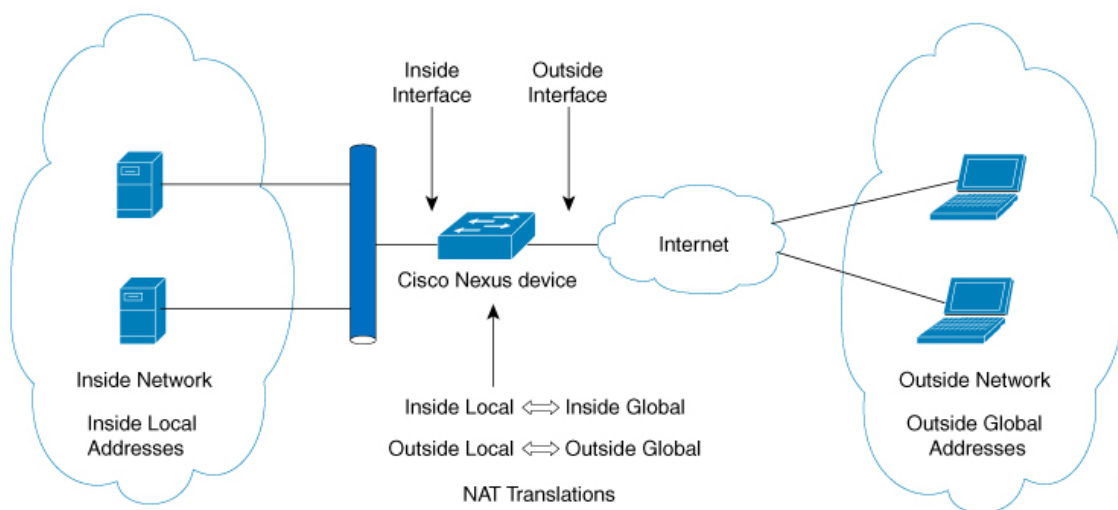 Inside
Interface
Outside
Interface
Internet
Cisco Nexus device
Inside Network
Inside Local
Addresses
Inside Local ⇔ Inside Global
Outside Local ⇔ Outside Global
NAT Translations
Outside Network
Outside Global
Addresses